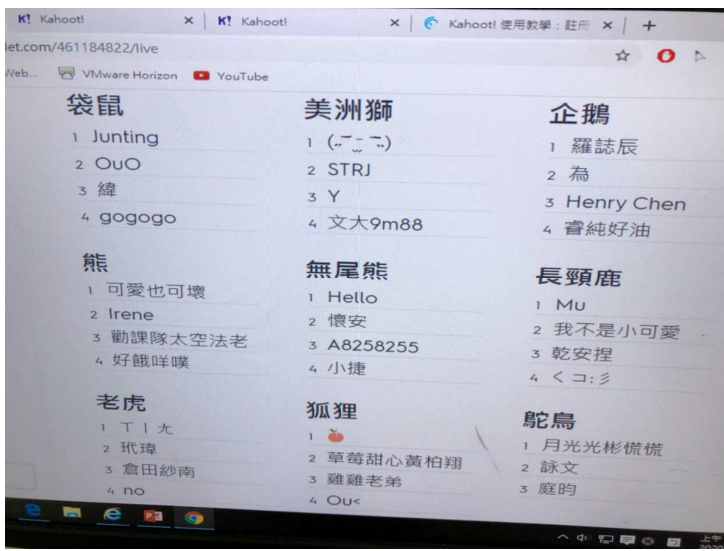 K! Kahoot!
K! Kahoot!
Kahoot! 使用教學：註冊
let.com/461184822/live
Web...
VMware Horizon
YouTube
袋鼠
1 Junting
2 OuO
3 緯
4 gogogo
美洲獅
1
2 STRJ
3 Y
4 文大9m88
企鵝
1 羅誌辰
2 為
3 Henry Chen
4 睿純好油
熊
1 可愛也可壞
2 Irene
3 勸課隊太空法老
4 好餓咩噗
無尾熊
1 Hello
2 懷安
3 A8258255
4 小捷
長頸鹿
1 Mu
2 我不是小可愛
3 乾安捏
4 ㄑㄱ:彡
老虎
1 ㄒㄧㄤ
2 玳瑋
3 倉田紗南
4 no
狐狸
1 🍅
2 草莓甜心黃柏翔
3 雞雞老弟
4 Ou<
鴕鳥
1 月光光彬慌慌
2 詠文
3 庭昀
上午